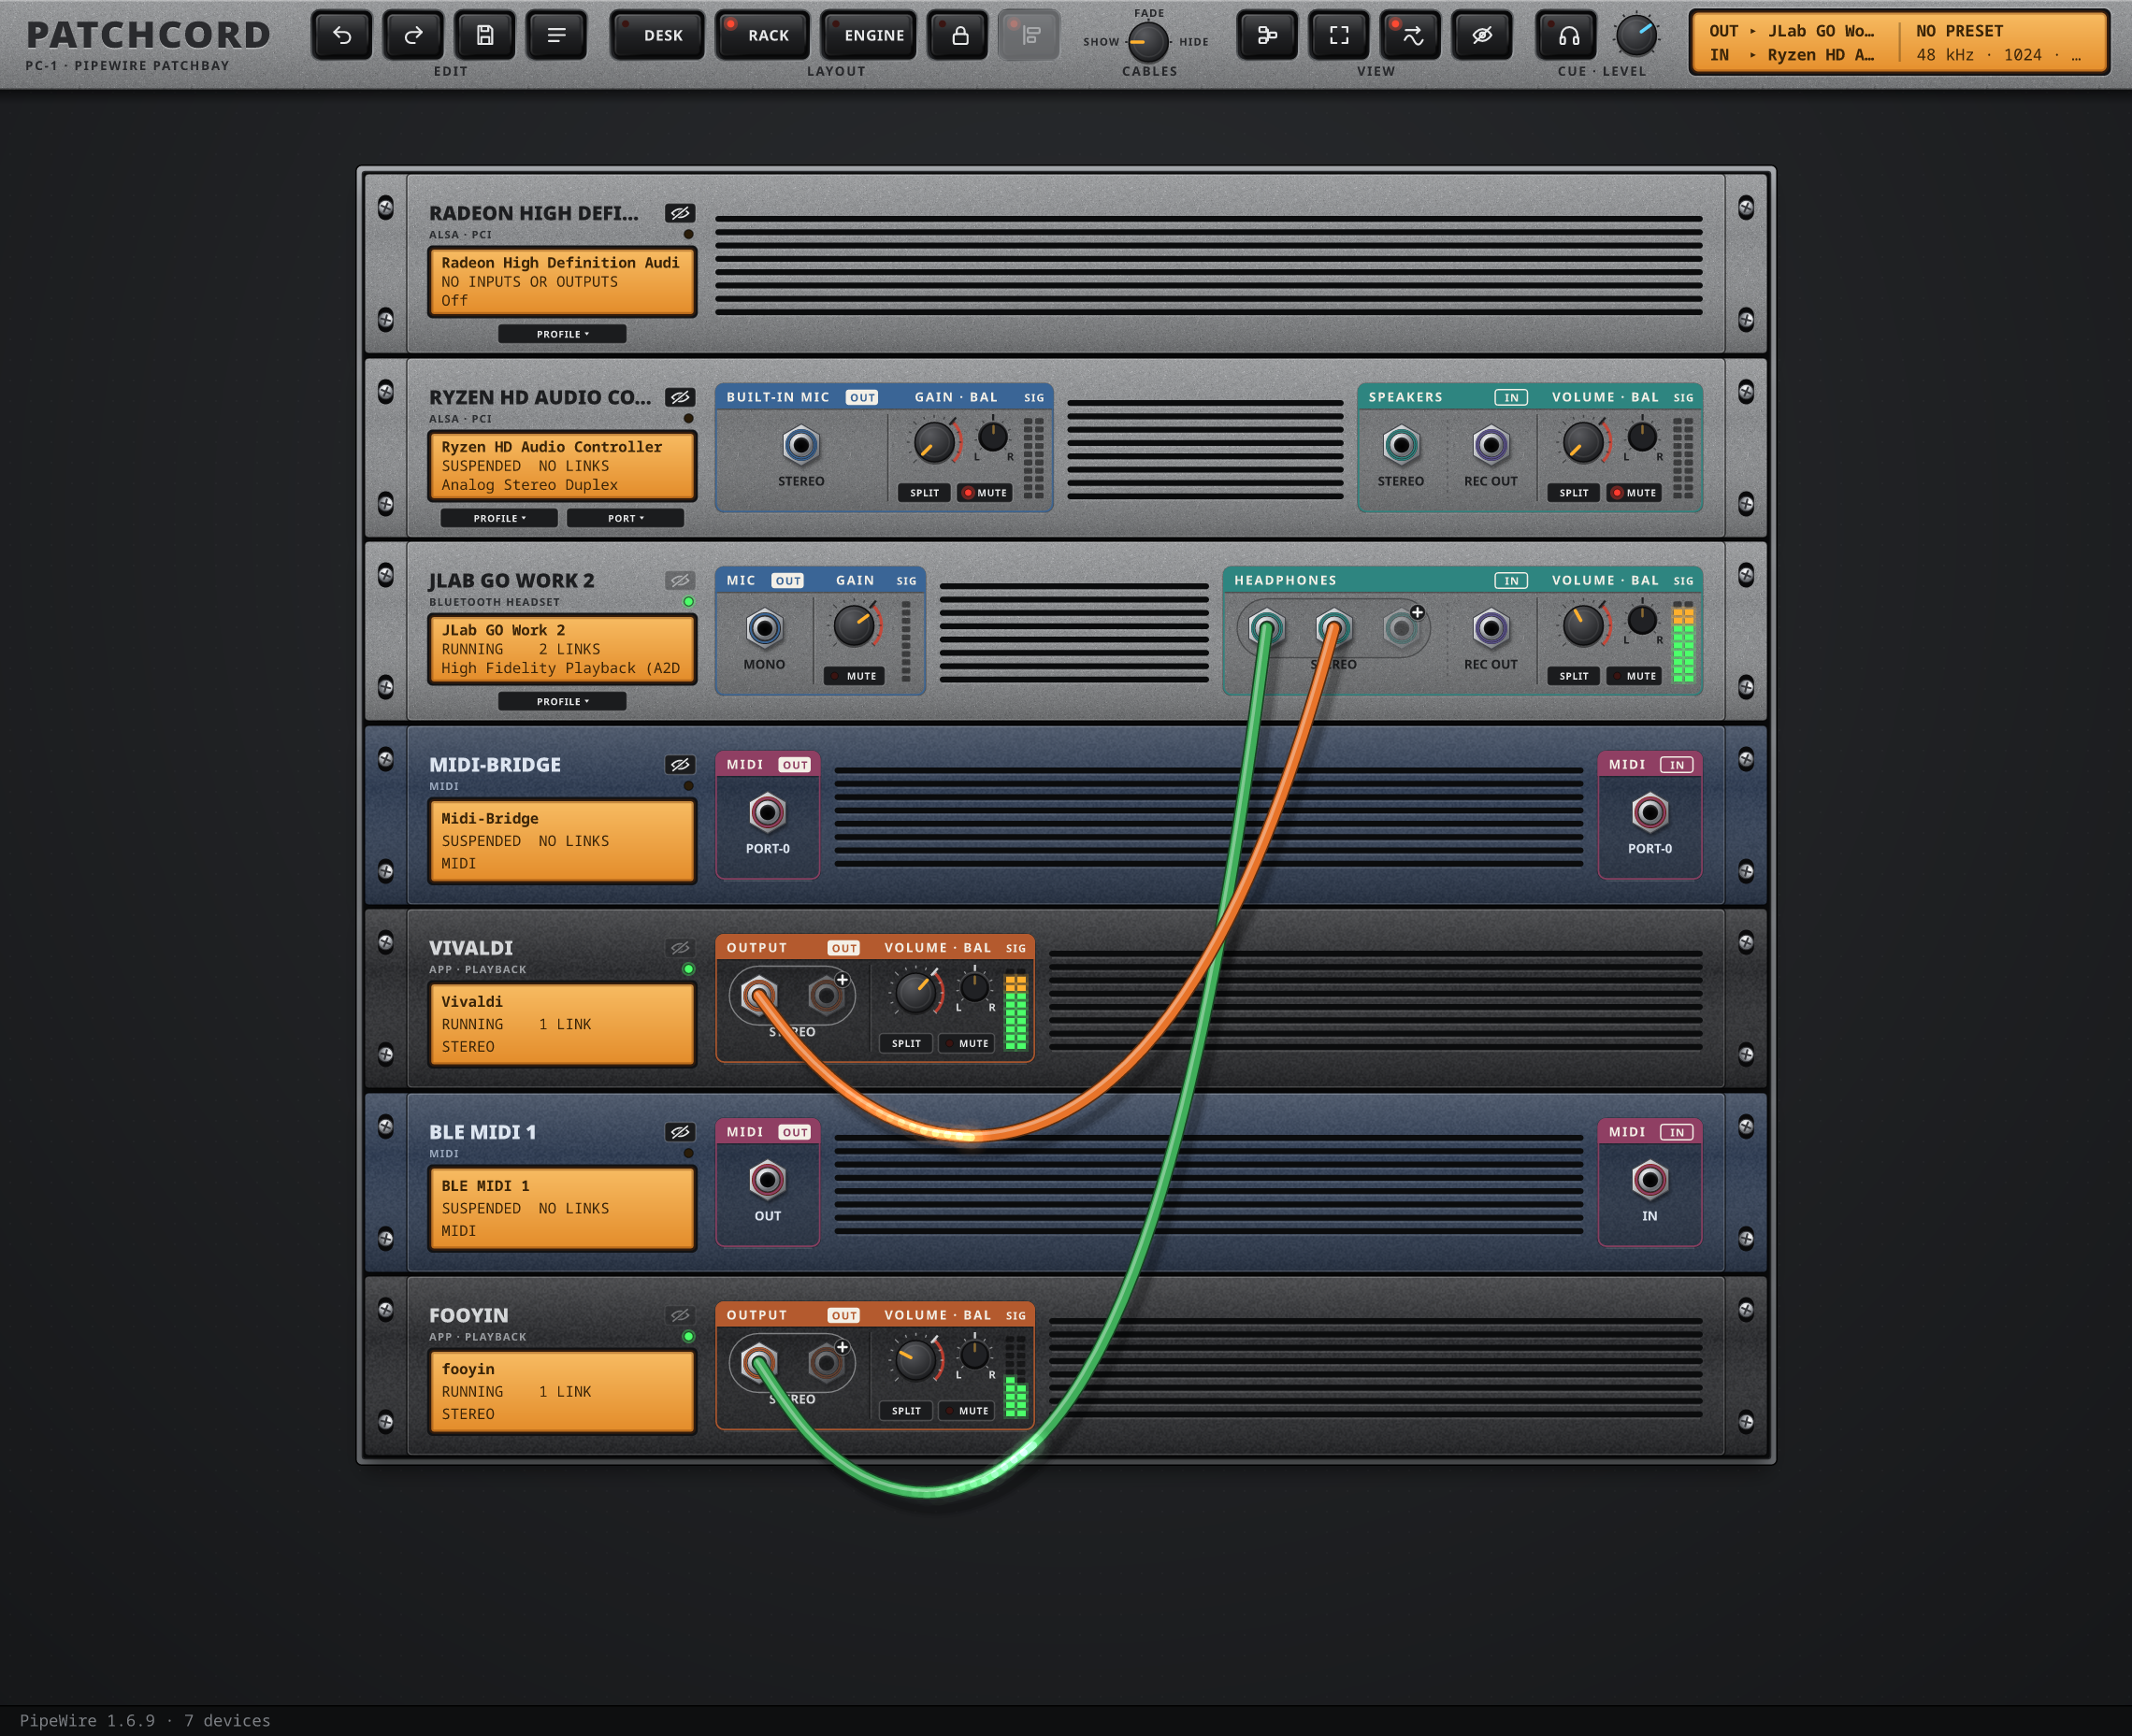 PATCHCORD
PC-1 · PIPEWIRE PATCHBAY
EDIT
DESK
RACK
ENGINE
LAYOUT
FADE
SHOW
HIDE
CABLES
VIEW
CUE · LEVEL
OUT ▸ JLab GO Wo…
IN ▸ Ryzen HD A…
NO PRESET
48 kHz · 1024 · …
RADEON HIGH DEFI…
ALSA · PCI
Radeon High Definition Audi
NO INPUTS OR OUTPUTS
Off
PROFILE ▾
RYZEN HD AUDIO CO…
ALSA · PCI
Ryzen HD Audio Controller
SUSPENDED NO LINKS
Analog Stereo Duplex
PROFILE ▾
PORT ▾
BUILT-IN MIC OUT GAIN · BAL SIG
STEREO
L R
SPLIT
MUTE
SPEAKERS IN VOLUME · BAL SIG
STEREO
REC OUT
L R
SPLIT
MUTE
JLAB GO WORK 2
BLUETOOTH HEADSET
JLab GO Work 2
RUNNING 2 LINKS
High Fidelity Playback (A2D
PROFILE ▾
MIC OUT GAIN SIG
MONO
MUTE
HEADPHONES IN VOLUME · BAL SIG
STEREO
REC OUT
L R
SPLIT
MUTE
MIDI-BRIDGE
MIDI
Midi-Bridge
SUSPENDED NO LINKS
MIDI
MIDI OUT
PORT-0
MIDI IN
PORT-0
VIVALDI
APP · PLAYBACK
Vivaldi
RUNNING 1 LINK
STEREO
OUTPUT OUT VOLUME · BAL SIG
STEREO
L R
SPLIT
MUTE
BLE MIDI 1
MIDI
BLE MIDI 1
SUSPENDED NO LINKS
MIDI
MIDI OUT
OUT
MIDI IN
IN
FOOYIN
APP · PLAYBACK
fooyin
RUNNING 1 LINK
STEREO
OUTPUT OUT VOLUME · BAL SIG
STEREO
L R
SPLIT
MUTE
PipeWire 1.6.9 · 7 devices